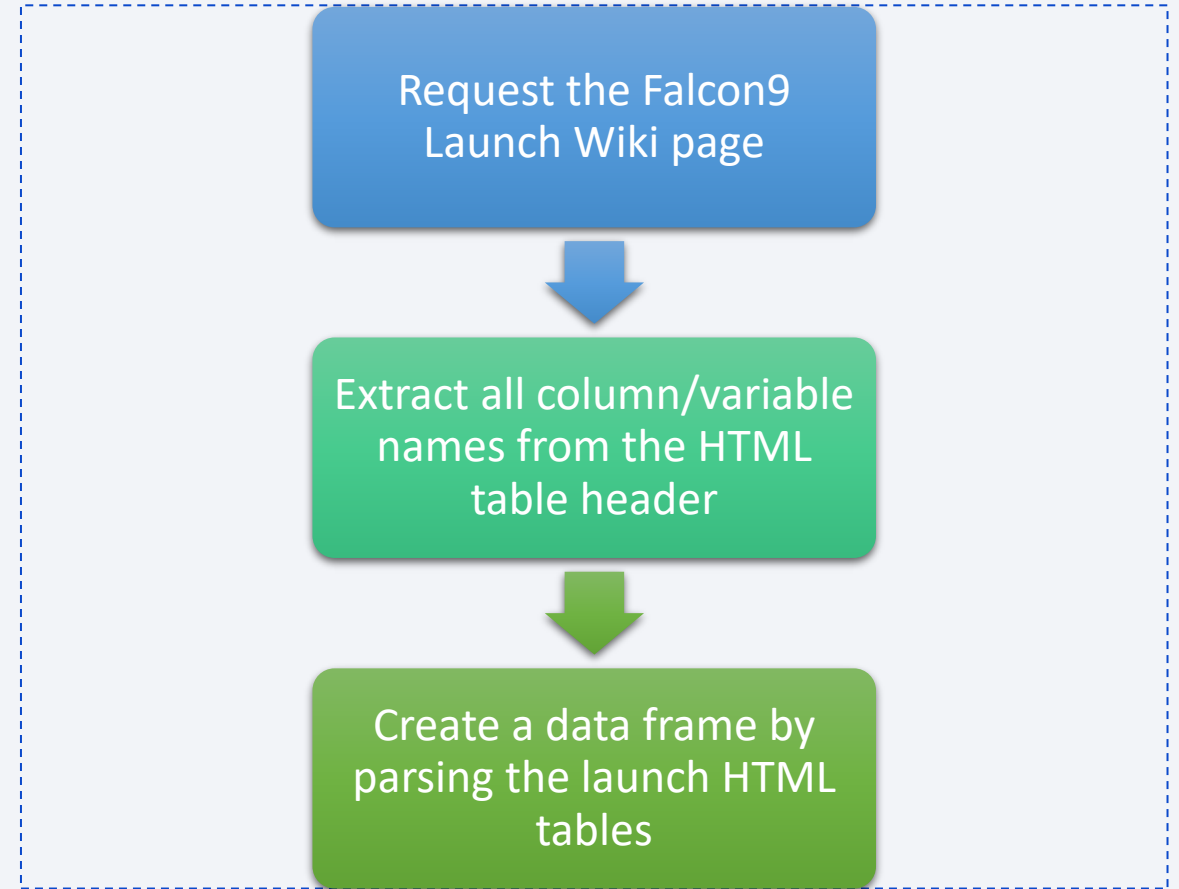 Request the Falcon9
Launch Wiki page
Extract all column/variable
names from the HTML
table header
Create a data frame by
parsing the launch HTML
tables